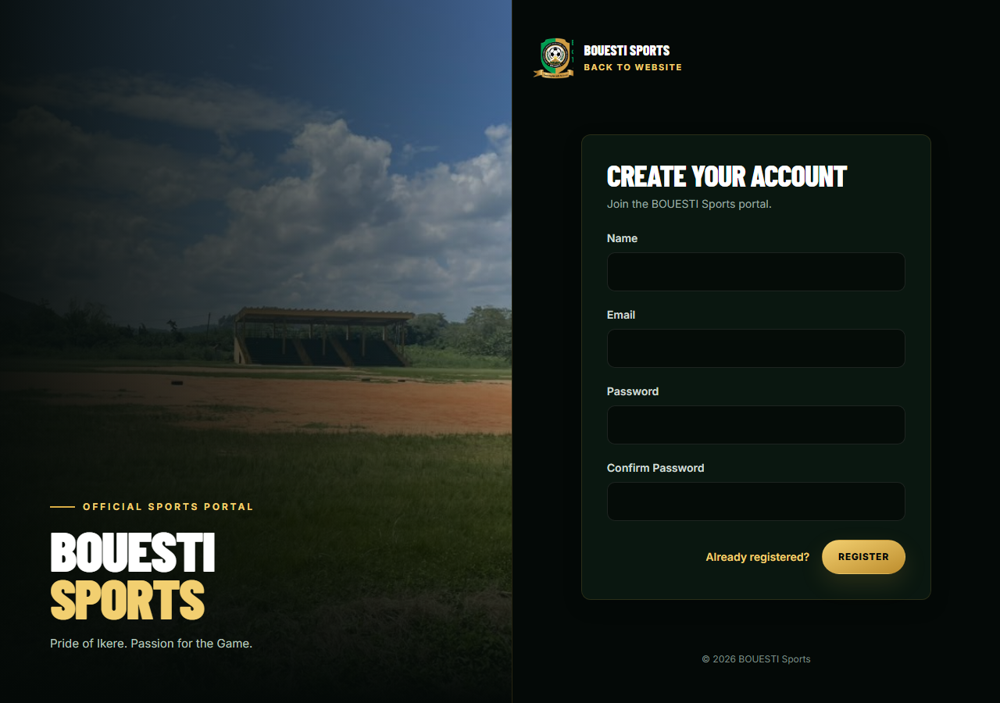 BOUESTI SPORTS
BACK TO WEBSITE
CREATE YOUR ACCOUNT
Join the BOUESTI Sports portal.
Name
Email
Password
Confirm Password
Already registered?
REGISTER
OFFICIAL SPORTS PORTAL
BOUESTI
SPORTS
Pride of Ikere. Passion for the Game.
© 2026 BOUESTI Sports